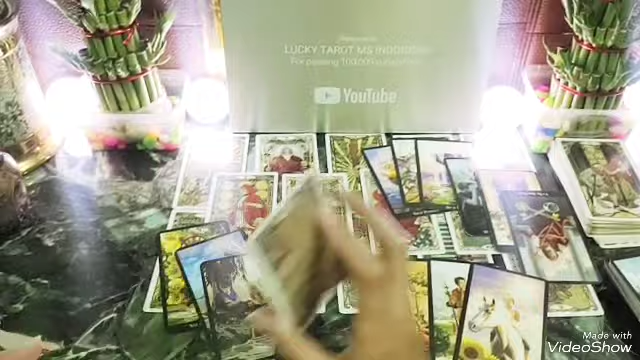 LUCKY TAROT MS INDONESIA
For passing 100,000 subscribers
YouTube
Made with
VideoShow